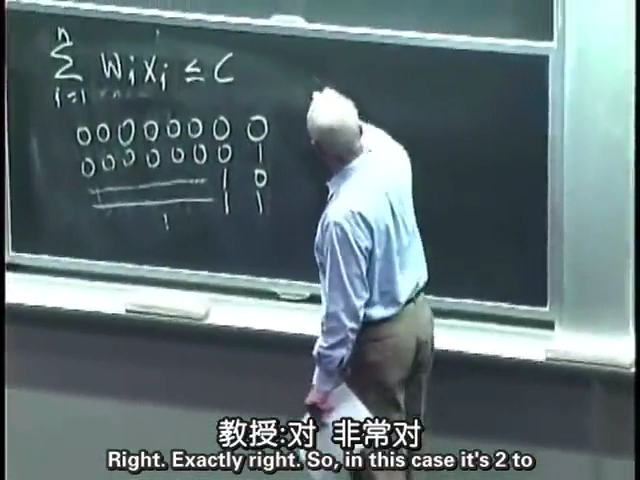 n
Σ WiXi ≤ C
i=1
0 0 0 0 0 0 0 0
0 0 0 0 0 0 0 1
1 0
1 1
1
教授:对 非常对
Right. Exactly right. So, in this case it's 2 to